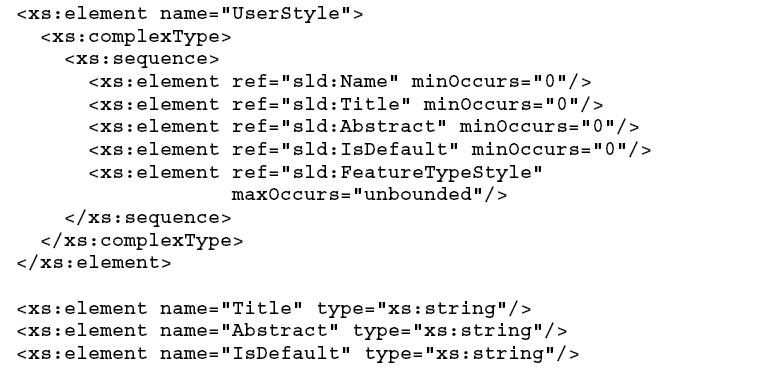 <xs:element name="UserStyle">
  <xs:complexType>
    <xs:sequence>
      <xs:element ref="sld:Name" minOccurs="0"/>
      <xs:element ref="sld:Title" minOccurs="0"/>
      <xs:element ref="sld:Abstract" minOccurs="0"/>
      <xs:element ref="sld:IsDefault" minOccurs="0"/>
      <xs:element ref="sld:FeatureTypeStyle"
                  maxOccurs="unbounded"/>
    </xs:sequence>
  </xs:complexType>
</xs:element>

<xs:element name="Title" type="xs:string"/>
<xs:element name="Abstract" type="xs:string"/>
<xs:element name="IsDefault" type="xs:string"/>